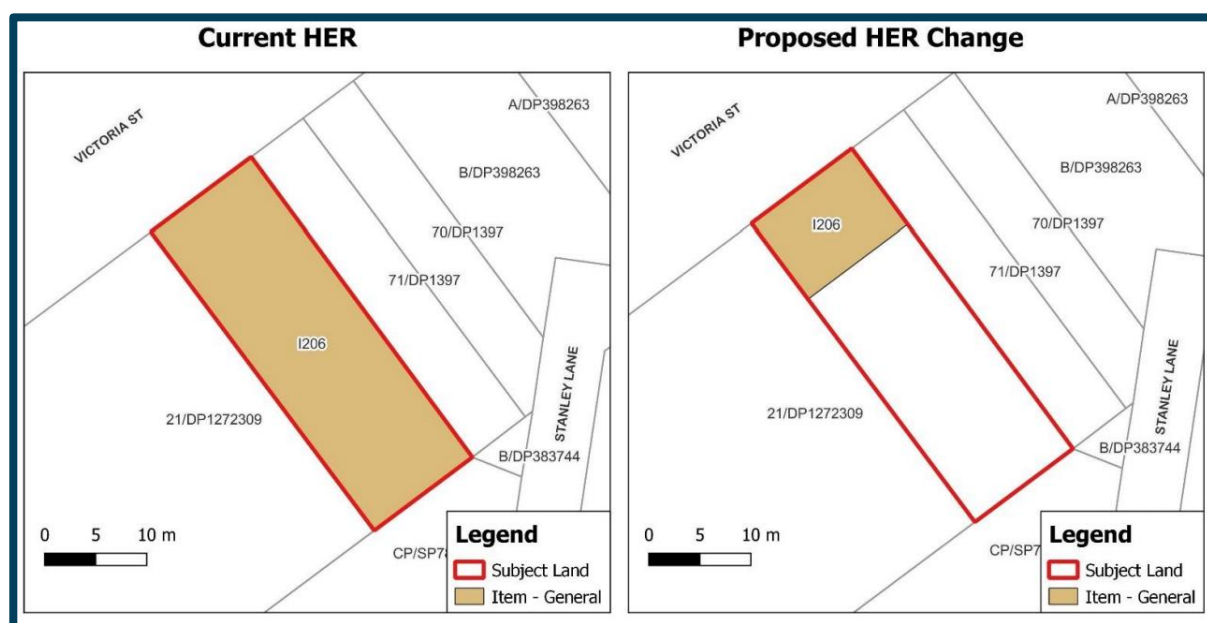 Current HER
VICTORIA ST
A/DP398263
B/DP398263
70/DP1397
71/DP1397
I206
21/DP1272309
STANLEY LANE
B/DP383744
0 5 10 m
Legend
Subject Land
Item - General
Proposed HER Change
VICTORIA ST
A/DP398263
B/DP398263
I206
70/DP1397
71/DP1397
21/DP1272309
STANLEY LANE
B/DP383744
0 5 10 m
CP/SP7
Legend
Subject Land
Item - General